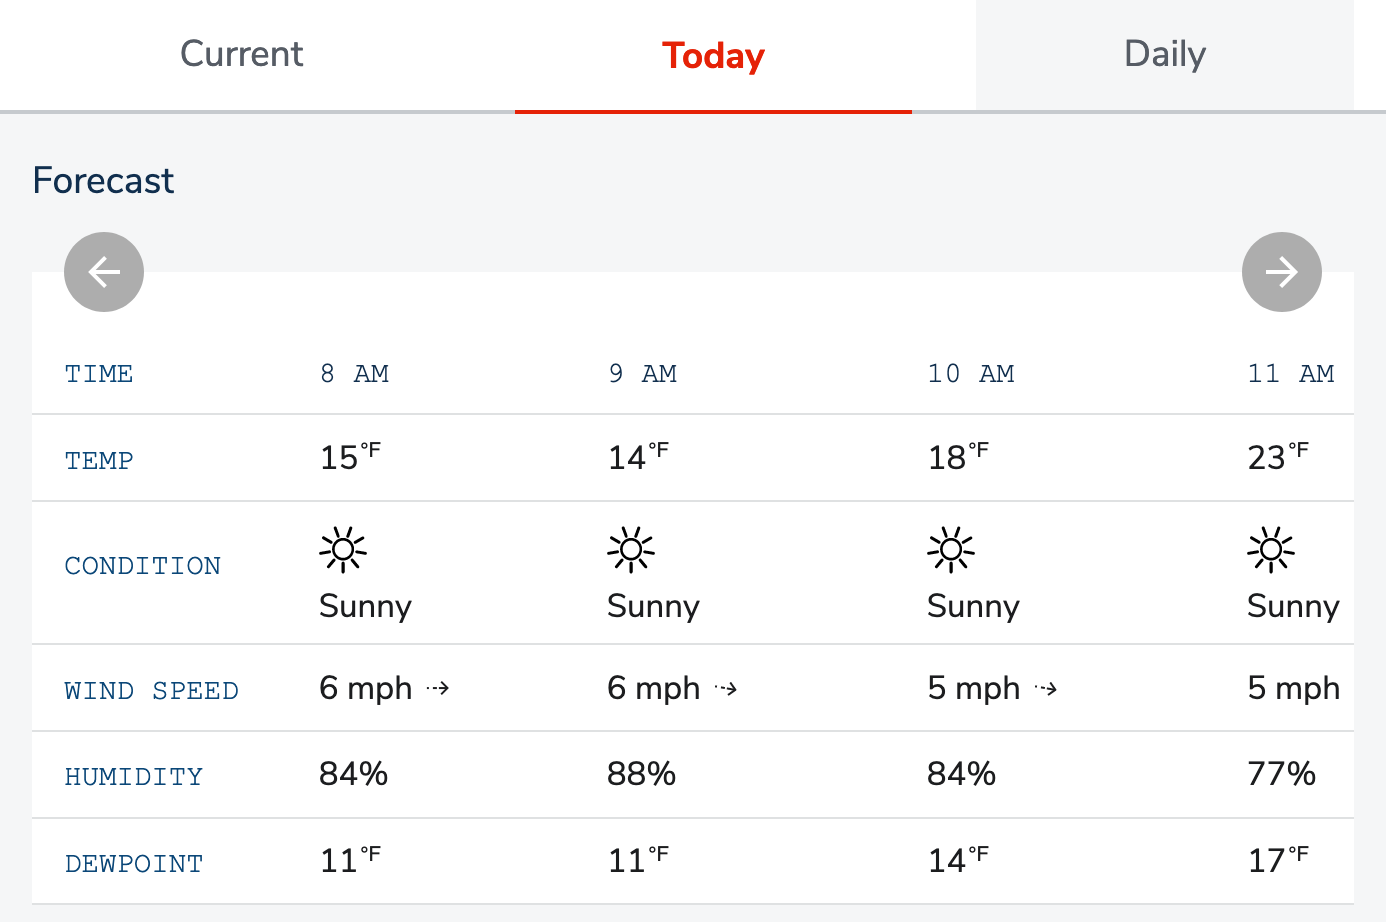 Current Today Daily
Forecast
TIME 8 AM 9 AM 10 AM 11 AM
TEMP 15°F 14°F 18°F 23°F
CONDITION Sunny Sunny Sunny Sunny
WIND SPEED 6 mph 6 mph 5 mph 5 mph
HUMIDITY 84% 88% 84% 77%
DEWPOINT 11°F 11°F 14°F 17°F